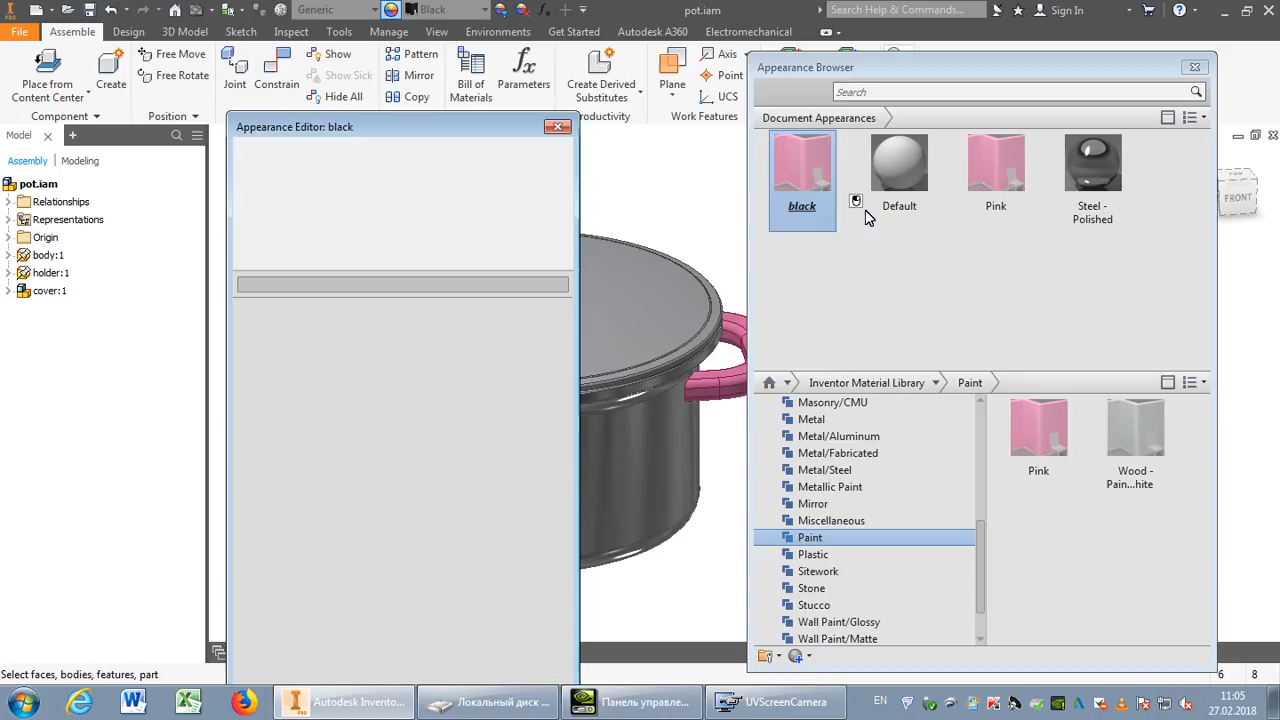 Generic
Black
pot.iam
Search Help & Commands...
Sign In
File
Assemble
Design
3D Model
Sketch
Inspect
Tools
Manage
View
Environments
Get Started
Autodesk A360
Electromechanical
Place from
Content Center
Create
Free Move
Free Rotate
Joint
Constrain
Show
Show Sick
Hide All
Pattern
Mirror
Copy
Bill of
Materials
Parameters
Create Derived
Substitutes
Plane
Axis
Point
UCS
Component
Position
Work Features
Model
Assembly
Modeling
pot.iam
Relationships
Representations
Origin
body:1
holder:1
cover:1
Appearance Editor: black
Appearance Browser
Search
Document Appearances
black
Default
Pink
Steel -
Polished
FRONT
Inventor Material Library
Paint
Masonry/CMU
Metal
Metal/Aluminum
Metal/Fabricated
Metal/Steel
Metallic Paint
Mirror
Miscellaneous
Paint
Plastic
Sitework
Stone
Stucco
Wall Paint/Glossy
Wall Paint/Matte
Pink
Wood -
Pain...hite
Select faces, bodies, features, part
6
8
Autodesk Invento...
Локальный диск ...
Панель управле...
UVScreenCamera
EN
11:05
27.02.2018